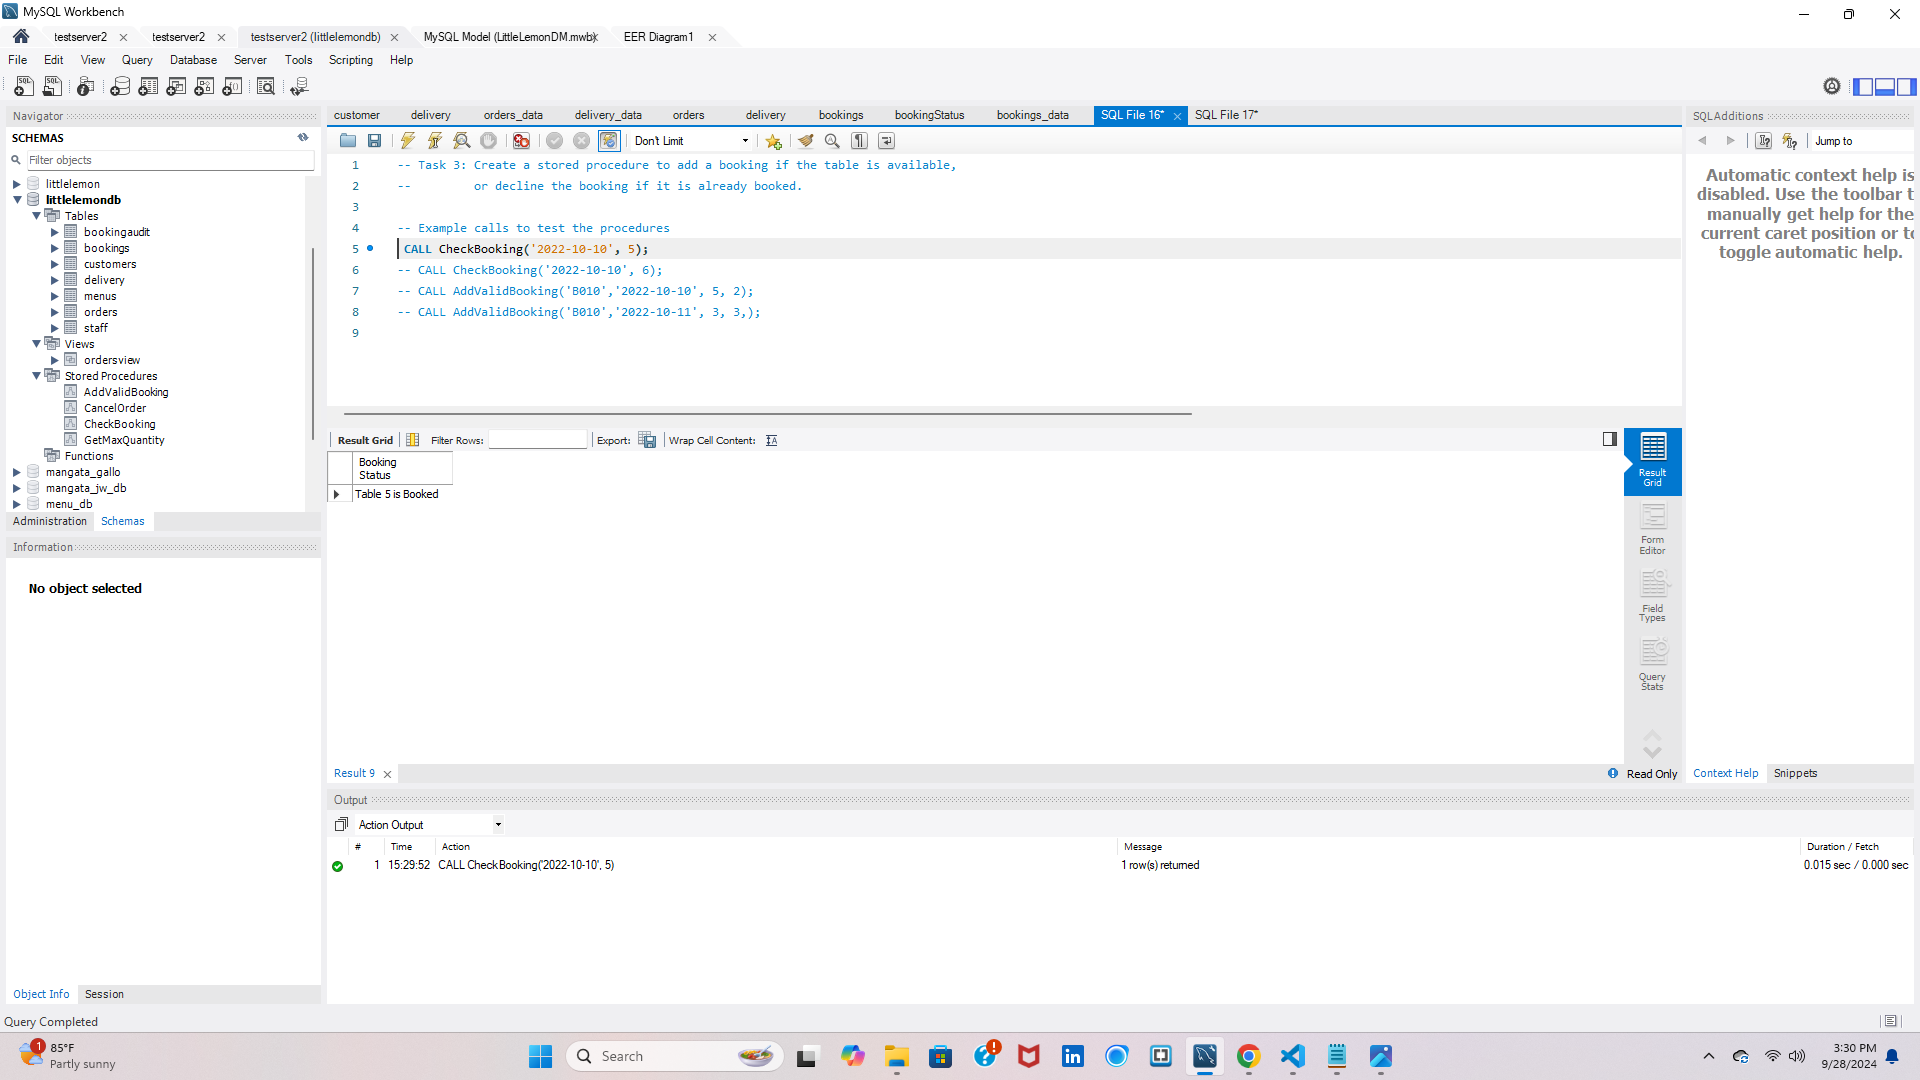 MySQL Workbench
testserver2
testserver2
testserver2 (littlelemondb)
MySQL Model (LittleLemonDM.mwb)
EER Diagram1
File Edit View Query Database Server Tools Scripting Help
Navigator
SCHEMAS
Filter objects
littlelemon
littlelemondb
Tables
bookingaudit
bookings
customers
delivery
menus
orders
staff
Views
ordersview
Stored Procedures
AddValidBooking
CancelOrder
CheckBooking
GetMaxQuantity
Functions
mangata_gallo
mangata_jw_db
menu_db
Administration Schemas
Information
No object selected
Object Info Session
customer delivery orders_data delivery_data orders delivery bookings bookingStatus bookings_data SQL File 16* SQL File 17*
Don't Limit
1 -- Task 3: Create a stored procedure to add a booking if the table is available,
2 -- or decline the booking if it is already booked.
3
4 -- Example calls to test the procedures
5 CALL CheckBooking('2022-10-10', 5);
6 -- CALL CheckBooking('2022-10-10', 6);
7 -- CALL AddValidBooking('B010','2022-10-10', 5, 2);
8 -- CALL AddValidBooking('B010','2022-10-11', 3, 3,);
9
Result Grid Filter Rows: Export: Wrap Cell Content:
Booking
Status
Table 5 is Booked
Result
Grid
Form
Editor
Field
Types
Query
Stats
Result 9
Read Only
SQLAdditions
Jump to
Automatic context help is
disabled. Use the toolbar t
manually get help for the
current caret position or to
toggle automatic help.
Context Help Snippets
Output
Action Output
# Time Action Message Duration / Fetch
1 15:29:52 CALL CheckBooking('2022-10-10', 5) 1 row(s) returned 0.015 sec / 0.000 sec
Query Completed
1
85°F
Partly sunny
Search
3:30 PM
9/28/2024